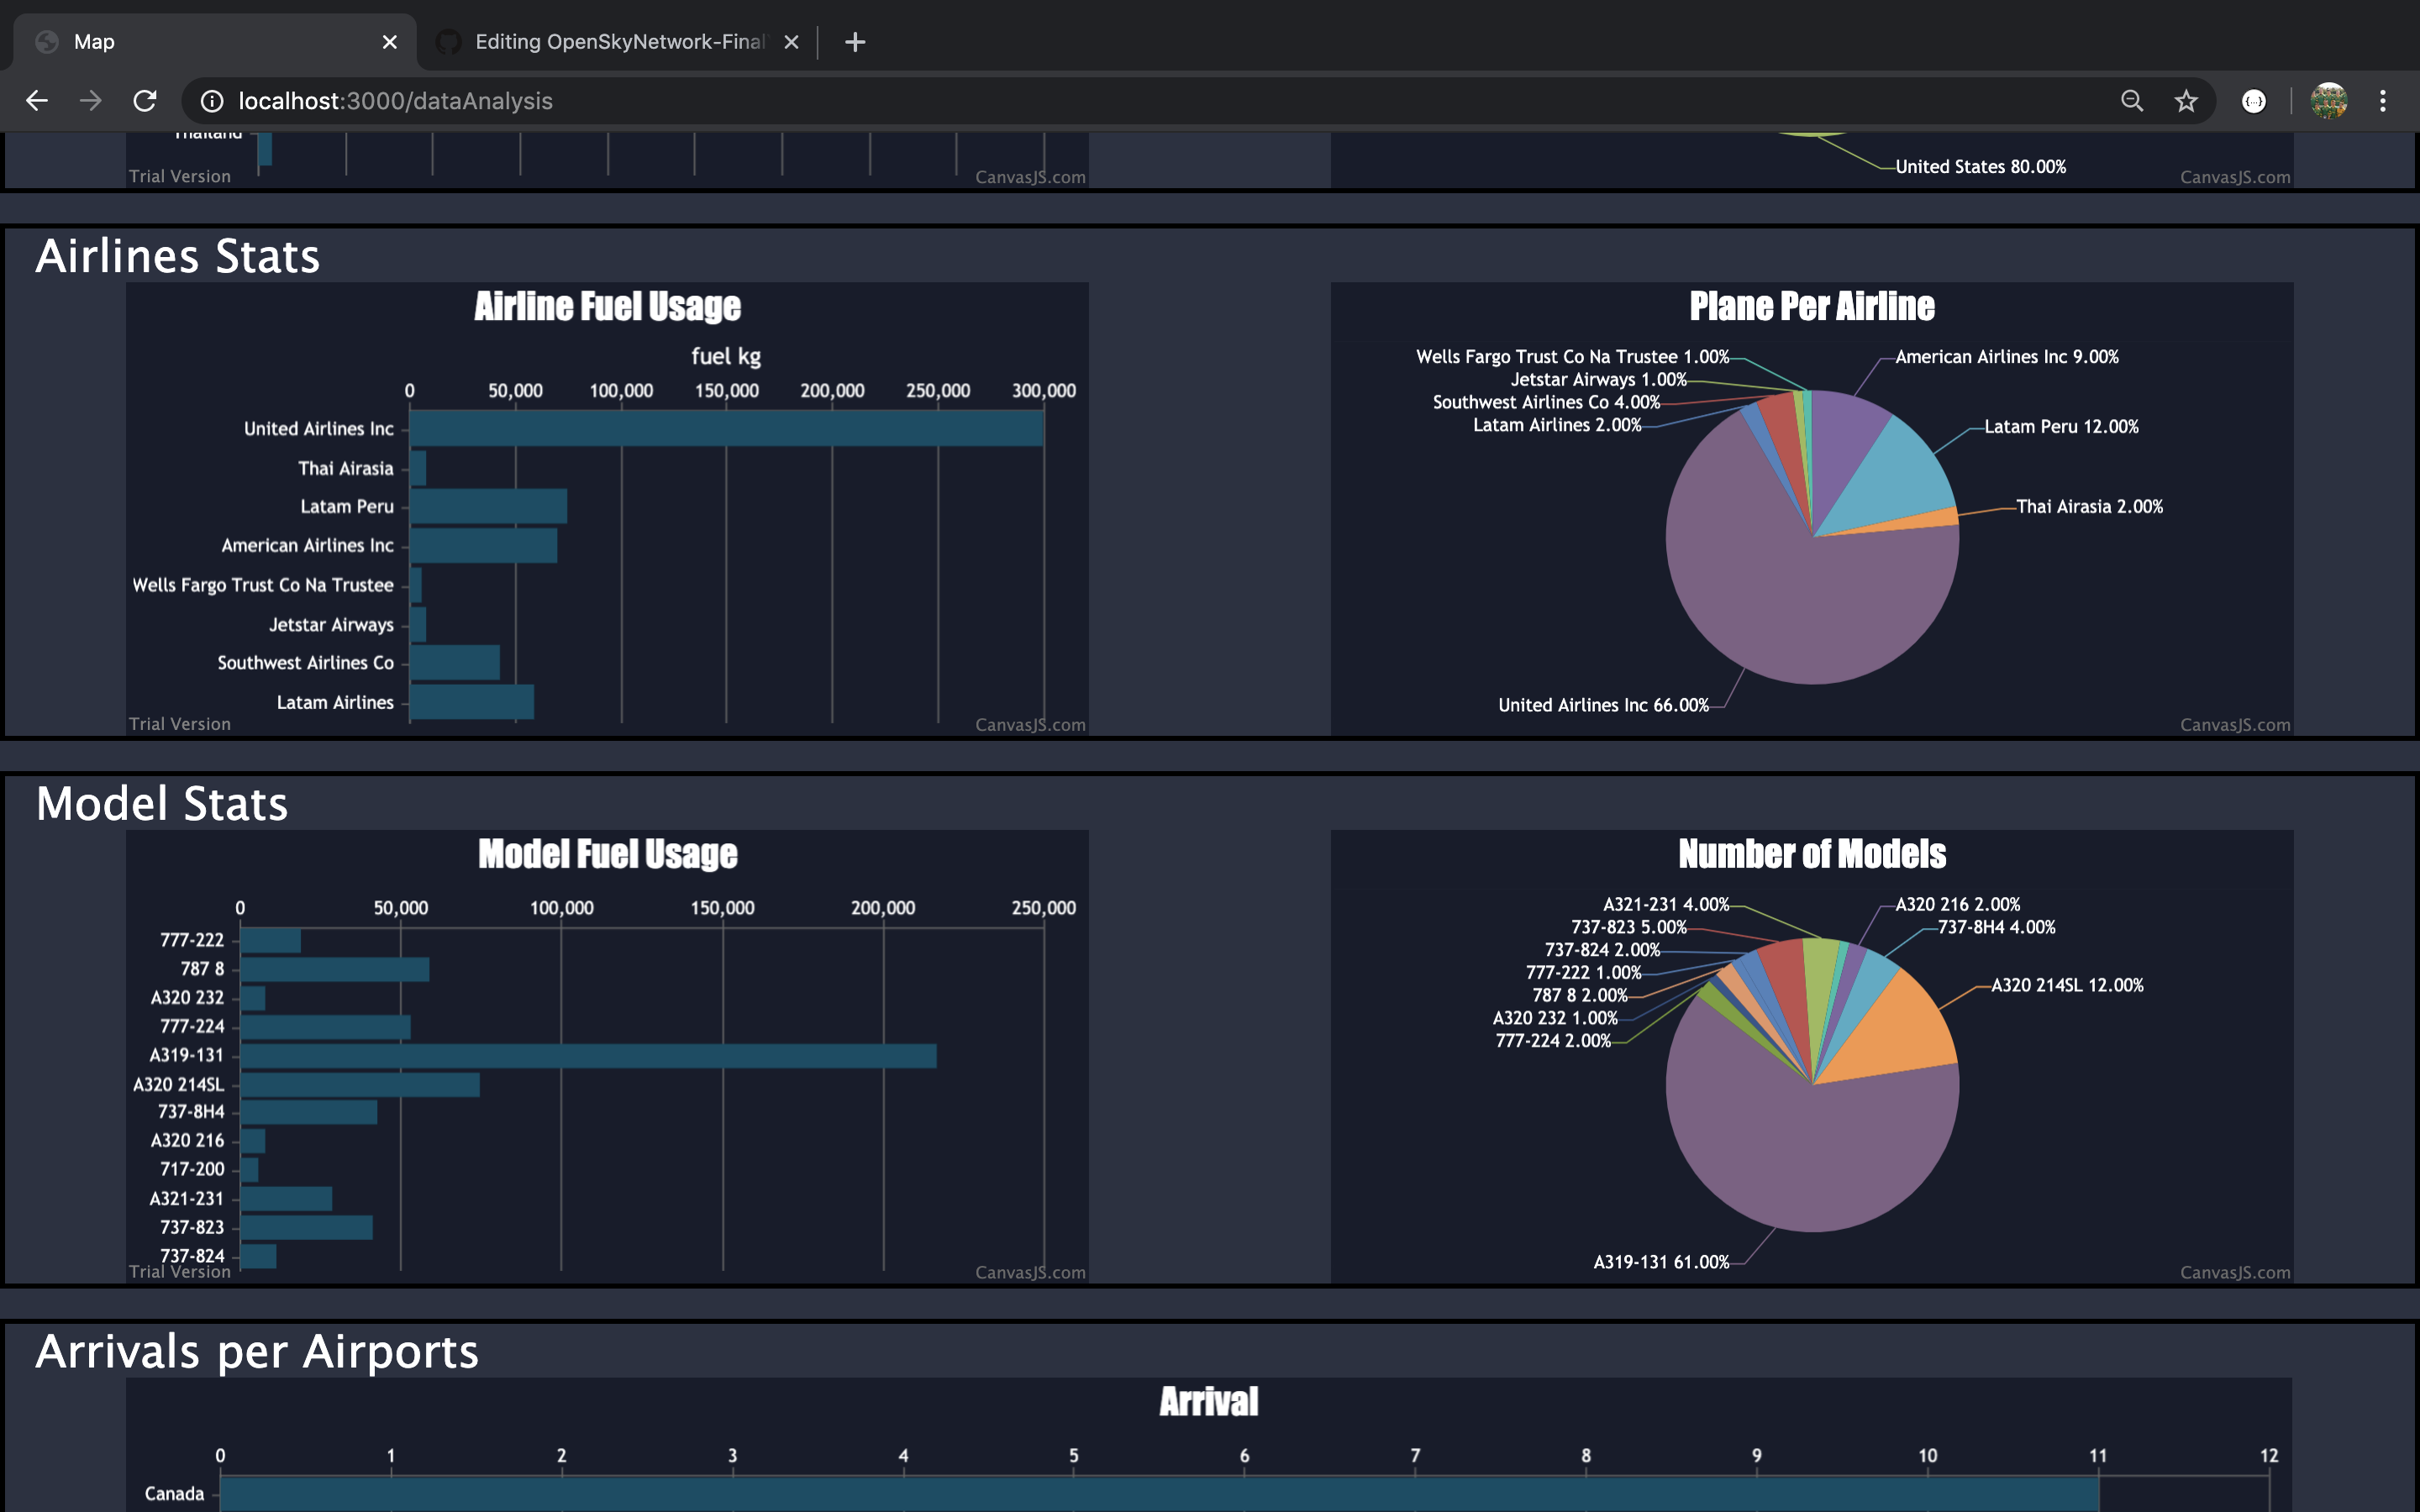 Map
Editing OpenSkyNetwork-Final
localhost:3000/dataAnalysis
Thailand
Trial Version
CanvasJS.com
United States 80.00%
CanvasJS.com
Airlines Stats
Airline Fuel Usage
fuel kg
0 50,000 100,000 150,000 200,000 250,000 300,000
United Airlines Inc
Thai Airasia
Latam Peru
American Airlines Inc
Wells Fargo Trust Co Na Trustee
Jetstar Airways
Southwest Airlines Co
Latam Airlines
Trial Version
CanvasJS.com
Plane Per Airline
Wells Fargo Trust Co Na Trustee 1.00%
American Airlines Inc 9.00%
Jetstar Airways 1.00%
Southwest Airlines Co 4.00%
Latam Airlines 2.00%
Latam Peru 12.00%
Thai Airasia 2.00%
United Airlines Inc 66.00%
CanvasJS.com
Model Stats
Model Fuel Usage
0 50,000 100,000 150,000 200,000 250,000
777-222
787 8
A320 232
777-224
A319-131
A320 214SL
737-8H4
A320 216
717-200
A321-231
737-823
737-824
Trial Version
CanvasJS.com
Number of Models
A321-231 4.00%
A320 216 2.00%
737-823 5.00%
737-8H4 4.00%
737-824 2.00%
777-222 1.00%
A320 214SL 12.00%
787 8 2.00%
A320 232 1.00%
777-224 2.00%
A319-131 61.00%
CanvasJS.com
Arrivals per Airports
Arrival
0 1 2 3 4 5 6 7 8 9 10 11 12
Canada